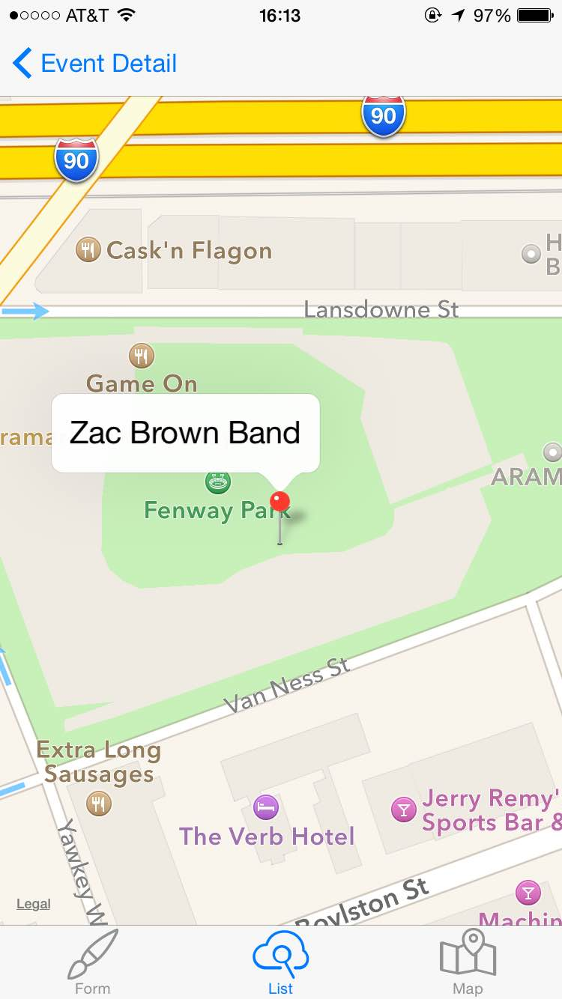 AT&T 16:13 97%
Event Detail
90
90
Cask'n Flagon
H
B
Lansdowne St
Game On
Zac Brown Band
rama
ARAM
Fenway Park
Van Ness St
Extra Long
Sausages
Jerry Remy'
Sports Bar &
The Verb Hotel
Yawkey W
Boylston St
Legal
Machin
Form
List
Map